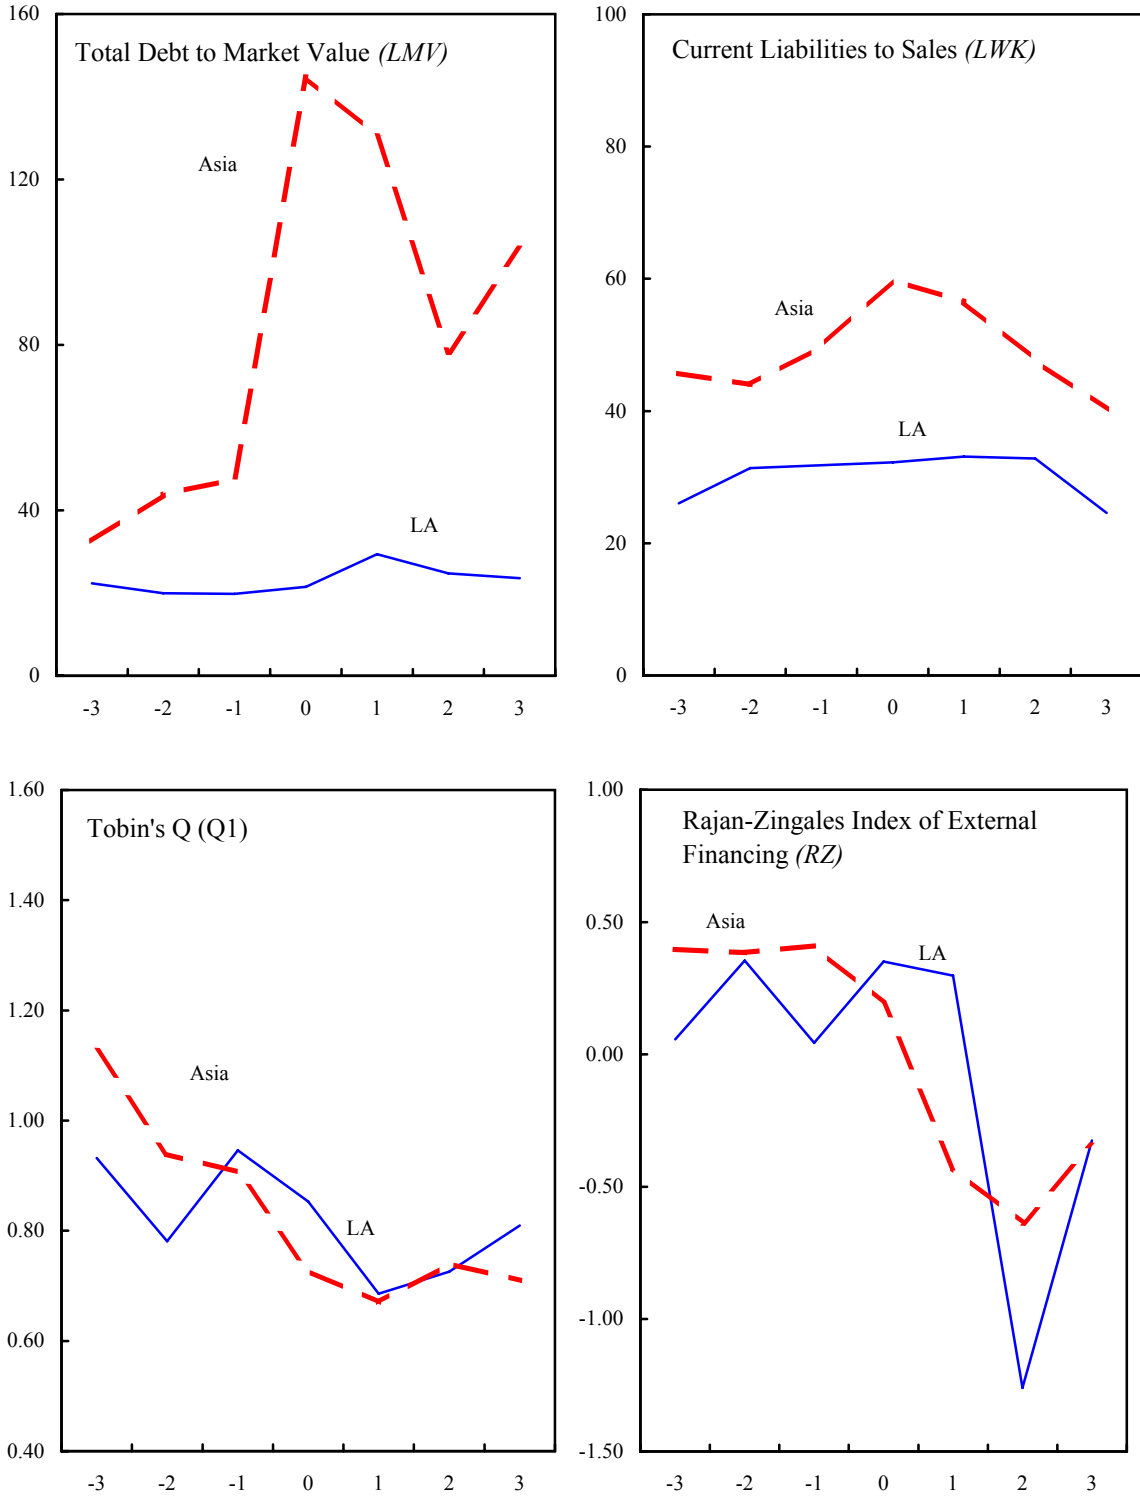 160
120
80
40
0
Total Debt to Market Value (LMV)
Asia
LA
-3 -2 -1 0 1 2 3
100
80
60
40
20
0
Current Liabilities to Sales (LWK)
Asia
LA
-3 -2 -1 0 1 2 3
1.60
1.40
1.20
1.00
0.80
0.60
0.40
Tobin's Q (Q1)
Asia
LA
-3 -2 -1 0 1 2 3
1.00
0.50
0.00
-0.50
-1.00
-1.50
Rajan-Zingales Index of External
Financing (RZ)
Asia
LA
-3 -2 -1 0 1 2 3